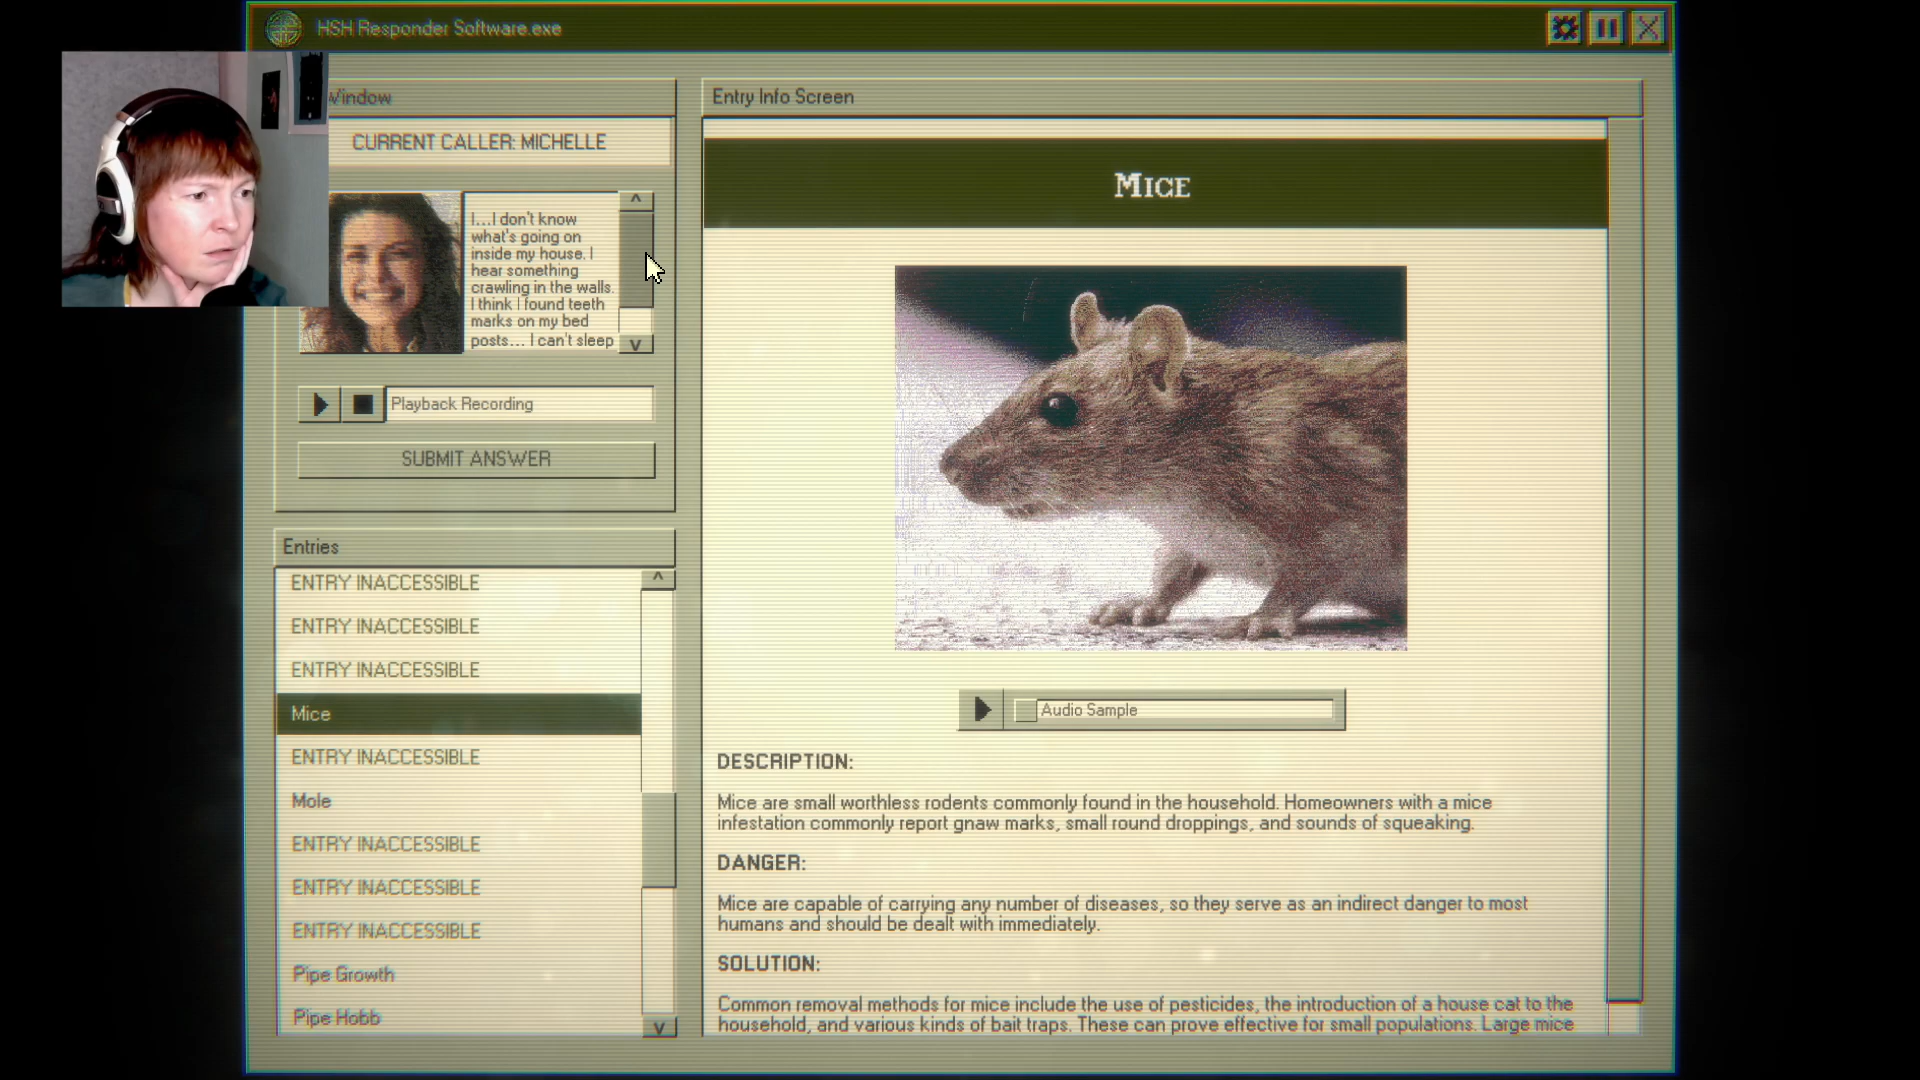 HSH Responder Software.exe
Window
Entry Info Screen
CURRENT CALLER: MICHELLE
I...I don't know
what's going on
inside my house. I
hear something
crawling in the walls.
I think I found teeth
marks on my bed
posts... I can't sleep
Playback Recording
SUBMIT ANSWER
Entries
ENTRY INACCESSIBLE
ENTRY INACCESSIBLE
ENTRY INACCESSIBLE
Mice
ENTRY INACCESSIBLE
Mole
ENTRY INACCESSIBLE
ENTRY INACCESSIBLE
ENTRY INACCESSIBLE
Pipe Growth
Pipe Hobb
MICE
Audio Sample
DESCRIPTION:
Mice are small worthless rodents commonly found in the household. Homeowners with a mice
infestation commonly report gnaw marks, small round droppings, and sounds of squeaking.
DANGER:
Mice are capable of carrying any number of diseases, so they serve as an indirect danger to most
humans and should be dealt with immediately.
SOLUTION:
Common removal methods for mice include the use of pesticides, the introduction of a house cat to the
household, and various kinds of bait traps. These can prove effective for small populations. Large mice